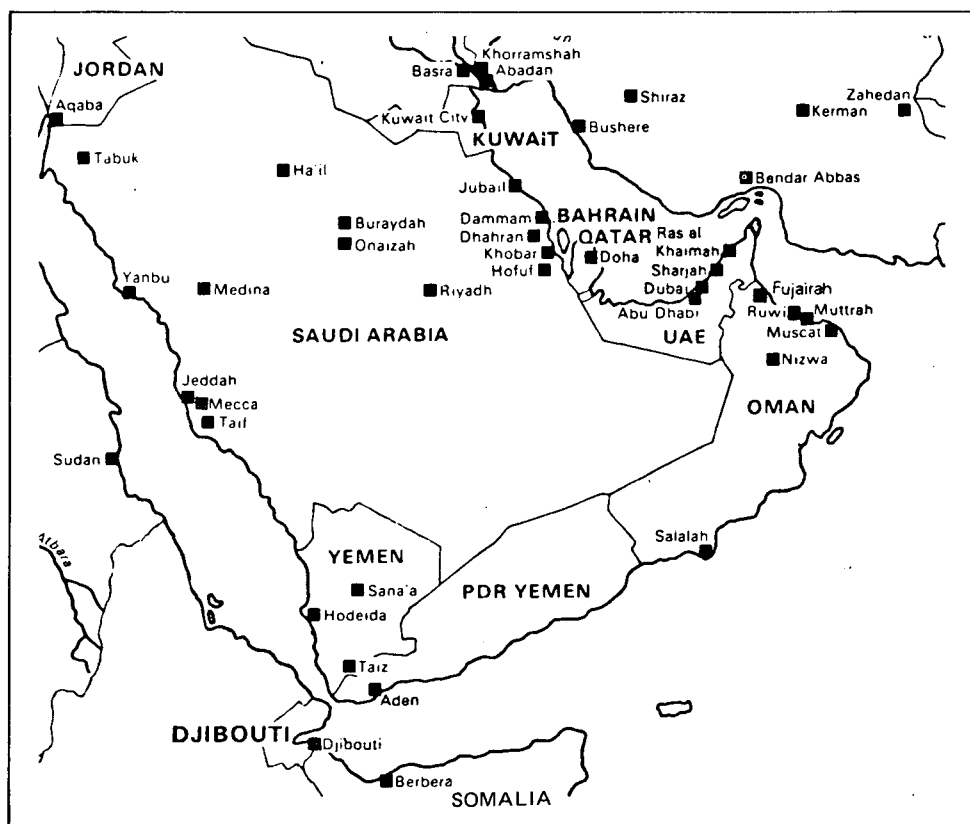 Khorramshah
JORDAN
Basra
Abadan
Aqaba
Shiraz
Zahedan
Kuwait City
Kerman
Bushere
KUWAiT
Tabuk
Ha'il
Bandar Abbas
Jubail
Buraydah
Dammam
BAHRAIN
Onaizah
Dhahran
QATAR
Ras al
Khaimah
Khobar
Doha
Hofuf
Sharjah
Yanbu
Medina
Riyadh
Dubai
Fujairah
Abu Dhabi
Ruwi
Muttrah
SAUDI ARABIA
UAE
Muscat
Nizwa
Jeddah
Mecca
OMAN
Taif
Sudan
Salalah
Atbara
YEMEN
Sana'a
PDR YEMEN
Hodeida
Taiz
Aden
DJIBOUTI
Djibouti
Berbera
SOMALIA